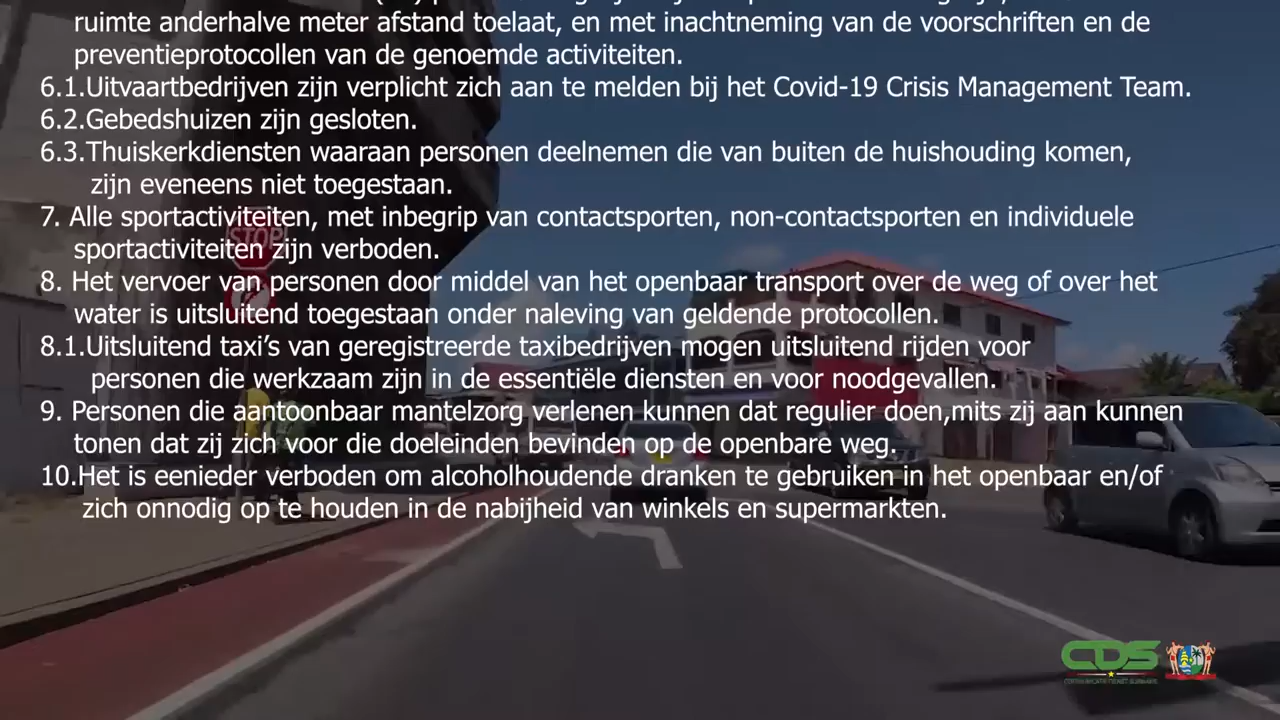 ruimte anderhalve meter afstand toelaat, en met inachtneming van de voorschriften en de
preventieprotocollen van de genoemde activiteiten.
6.1.Uitvaartbedrijven zijn verplicht zich aan te melden bij het Covid-19 Crisis Management Team.
6.2.Gebedshuizen zijn gesloten.
6.3.Thuiskerkdiensten waaraan personen deelnemen die van buiten de huishouding komen,
zijn eveneens niet toegestaan.
7. Alle sportactiviteiten, met inbegrip van contactsporten, non-contactsporten en individuele
sportactiviteiten zijn verboden.
STOP
8. Het vervoer van personen door middel van het openbaar transport over de weg of over het
water is uitsluitend toegestaan onder naleving van geldende protocollen.
8.1.Uitsluitend taxi’s van geregistreerde taxibedrijven mogen uitsluitend rijden voor
personen die werkzaam zijn in de essentiële diensten en voor noodgevallen.
9. Personen die aantoonbaar mantelzorg verlenen kunnen dat regulier doen,mits zij aan kunnen
tonen dat zij zich voor die doeleinden bevinden op de openbare weg.
10.Het is eenieder verboden om alcoholhoudende dranken te gebruiken in het openbaar en/of
zich onnodig op te houden in de nabijheid van winkels en supermarkten.
CDS